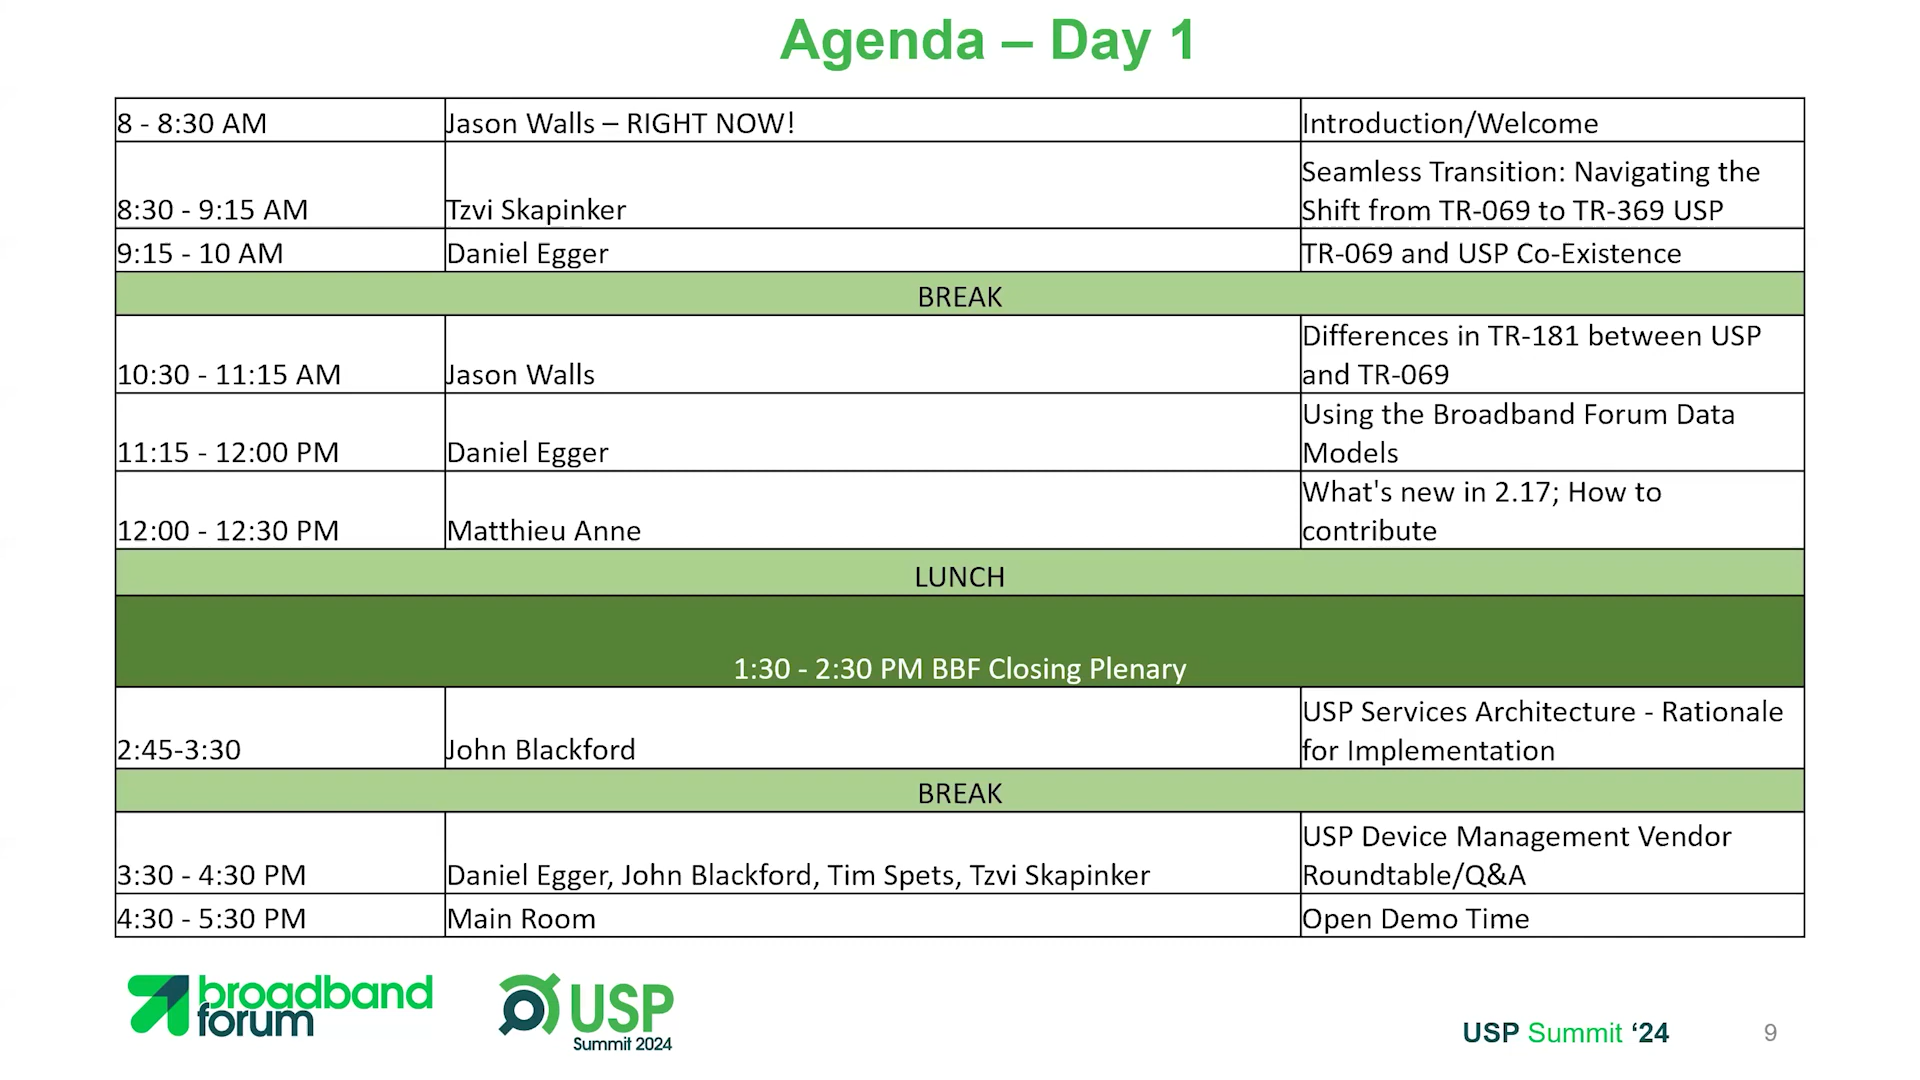 Agenda – Day 1
8 - 8:30 AM
Jason Walls – RIGHT NOW!
Introduction/Welcome
8:30 - 9:15 AM
Tzvi Skapinker
Seamless Transition: Navigating the
Shift from TR-069 to TR-369 USP
9:15 - 10 AM
Daniel Egger
TR-069 and USP Co-Existence
BREAK
10:30 - 11:15 AM
Jason Walls
Differences in TR-181 between USP
and TR-069
11:15 - 12:00 PM
Daniel Egger
Using the Broadband Forum Data
Models
12:00 - 12:30 PM
Matthieu Anne
What's new in 2.17; How to
contribute
LUNCH
1:30 - 2:30 PM BBF Closing Plenary
2:45-3:30
John Blackford
USP Services Architecture - Rationale
for Implementation
BREAK
3:30 - 4:30 PM
Daniel Egger, John Blackford, Tim Spets, Tzvi Skapinker
USP Device Management Vendor
Roundtable/Q&A
4:30 - 5:30 PM
Main Room
Open Demo Time
broadband
forum
USP
Summit 2024
USP Summit ‘24
9